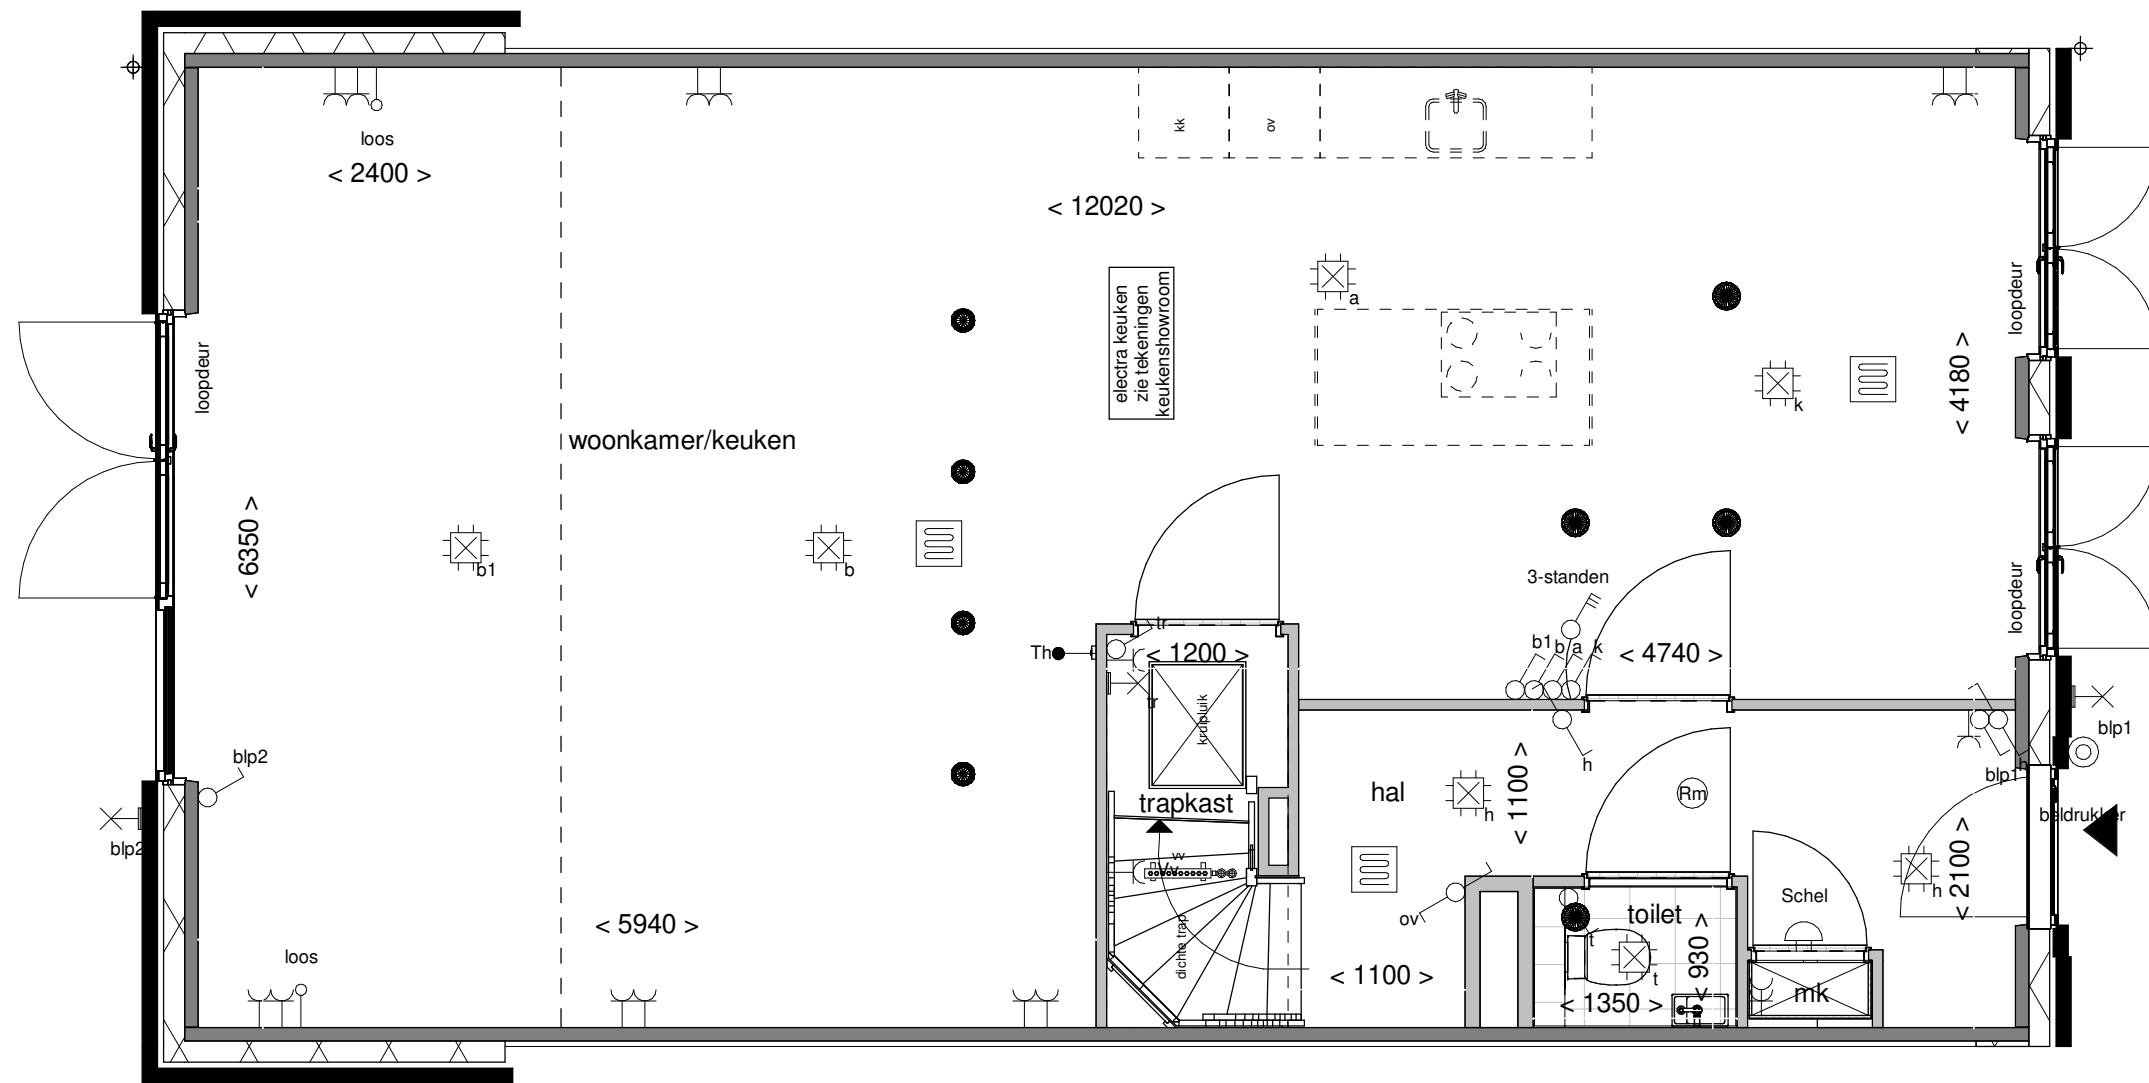 loos
< 2400 >
kk
ov
< 12020 >
a
electra keuken
zie tekeningen
keukenshowroom
loopdeur
loopdeur
k
< 4180 >
woonkamer/keuken
< 6350 >
b1
b
3-standen
loopdeur
tr
Th
< 1200 >
b1
b
a
k
< 4740 >
tr
kruipluik
blp2
h
blp1
h
blp1
trapkast
hal
h
< 1100 >
Rm
beldrukker
blp2
vv
Vv
h
< 2100 >
Schel
ov
toilet
t
t
< 930 >
< 5940 >
dichte trap
loos
< 1100 >
< 1350 >
mk